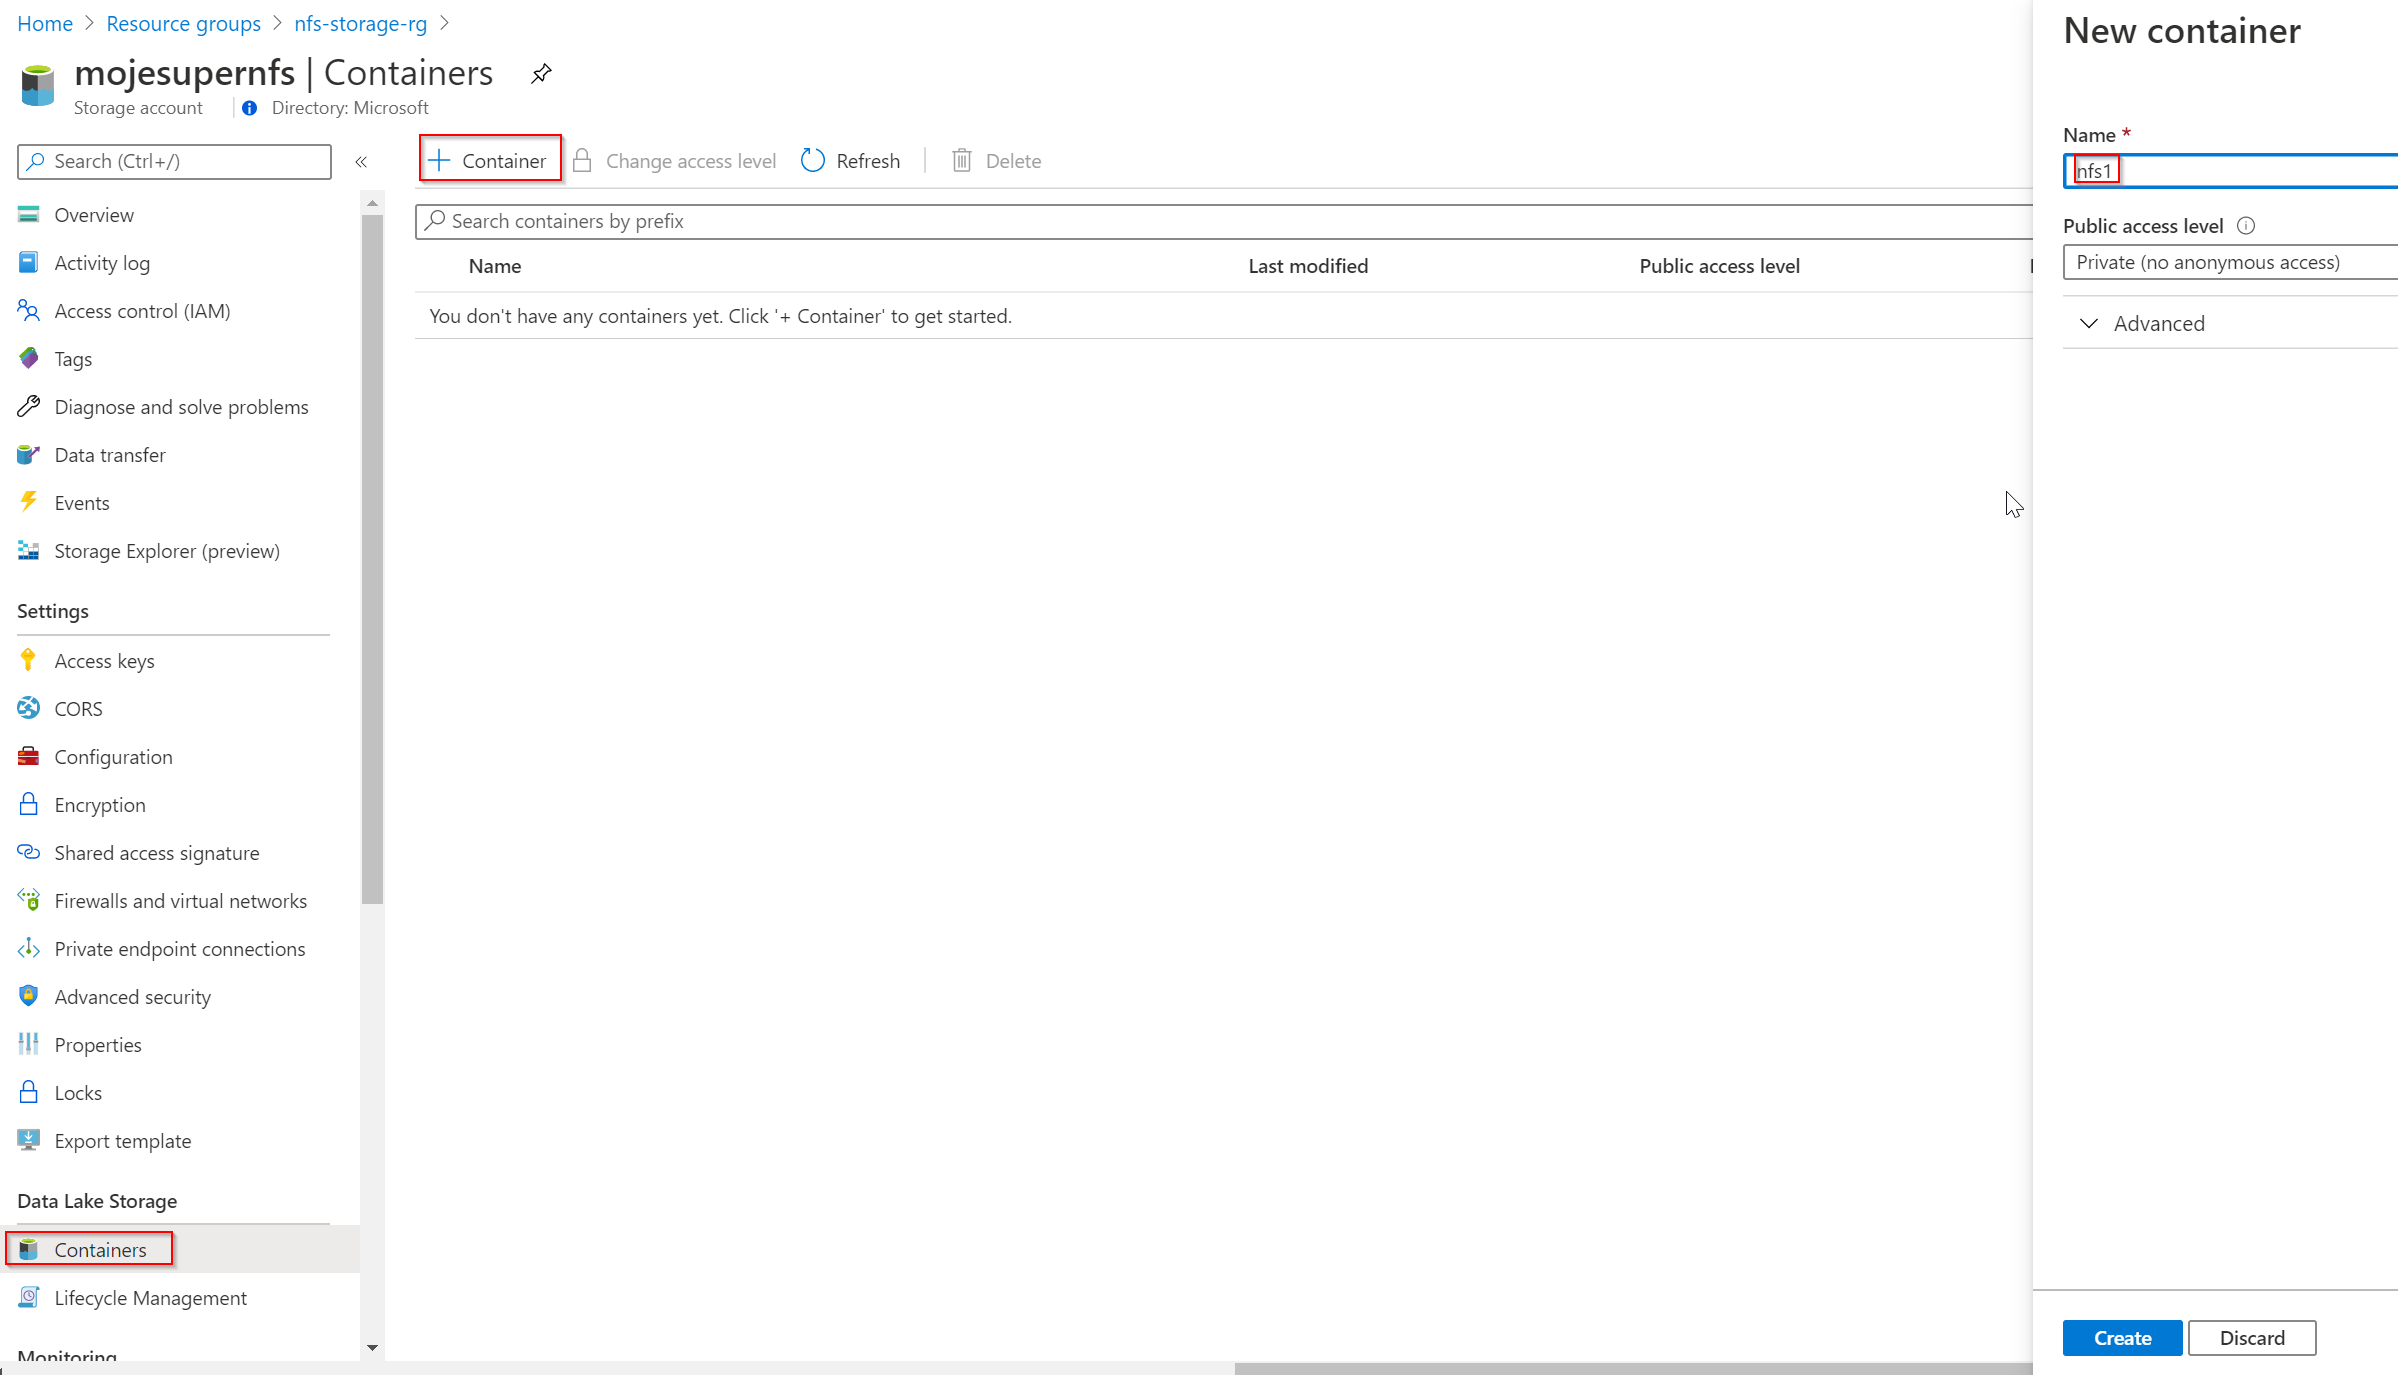 Home > Resource groups > nfs-storage-rg >
mojesupernfs | Containers
Storage account
Directory: Microsoft
Search (Ctrl+/)
«
Overview
Activity log
Access control (IAM)
Tags
Diagnose and solve problems
Data transfer
Events
Storage Explorer (preview)
Settings
Access keys
CORS
Configuration
Encryption
Shared access signature
Firewalls and virtual networks
Private endpoint connections
Advanced security
Properties
Locks
Export template
Data Lake Storage
Containers
Lifecycle Management
Monitoring
+ Container
Change access level
Refresh
Delete
Search containers by prefix
Name
Last modified
Public access level
You don't have any containers yet. Click '+ Container' to get started.
New container
Name *
nfs1
Public access level
Private (no anonymous access)
Advanced
Create
Discard